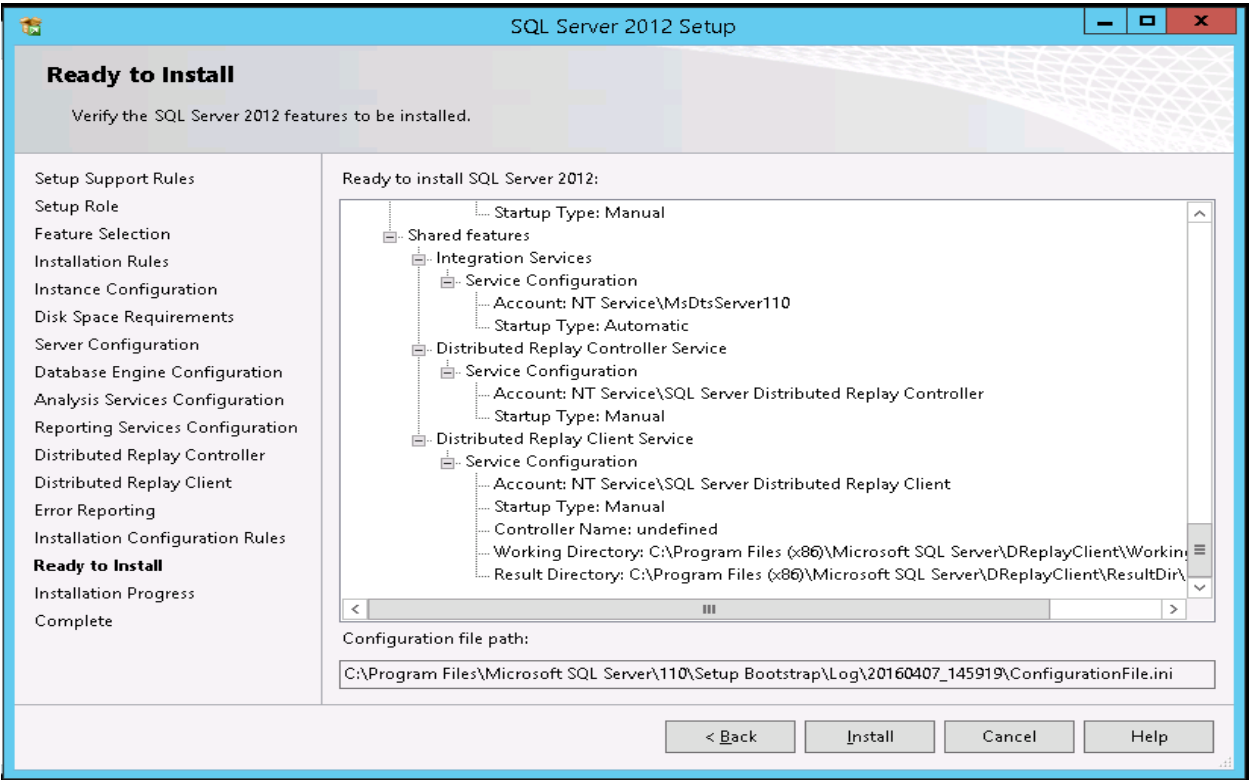 SQL Server 2012 Setup
Ready to Install
Verify the SQL Server 2012 features to be installed.
Setup Support Rules
Setup Role
Feature Selection
Installation Rules
Instance Configuration
Disk Space Requirements
Server Configuration
Database Engine Configuration
Analysis Services Configuration
Reporting Services Configuration
Distributed Replay Controller
Distributed Replay Client
Error Reporting
Installation Configuration Rules
Ready to Install
Installation Progress
Complete
Ready to install SQL Server 2012:
Startup Type: Manual
Shared features
Integration Services
Service Configuration
Account: NT Service\MsDtsServer110
Startup Type: Automatic
Distributed Replay Controller Service
Service Configuration
Account: NT Service\SQL Server Distributed Replay Controller
Startup Type: Manual
Distributed Replay Client Service
Service Configuration
Account: NT Service\SQL Server Distributed Replay Client
Startup Type: Manual
Controller Name: undefined
Working Directory: C:\Program Files (x86)\Microsoft SQL Server\DReplayClient\Working
Result Directory: C:\Program Files (x86)\Microsoft SQL Server\DReplayClient\ResultDir\
Configuration file path:
C:\Program Files\Microsoft SQL Server\110\Setup Bootstrap\Log\20160407_145919\ConfigurationFile.ini
< Back
Install
Cancel
Help